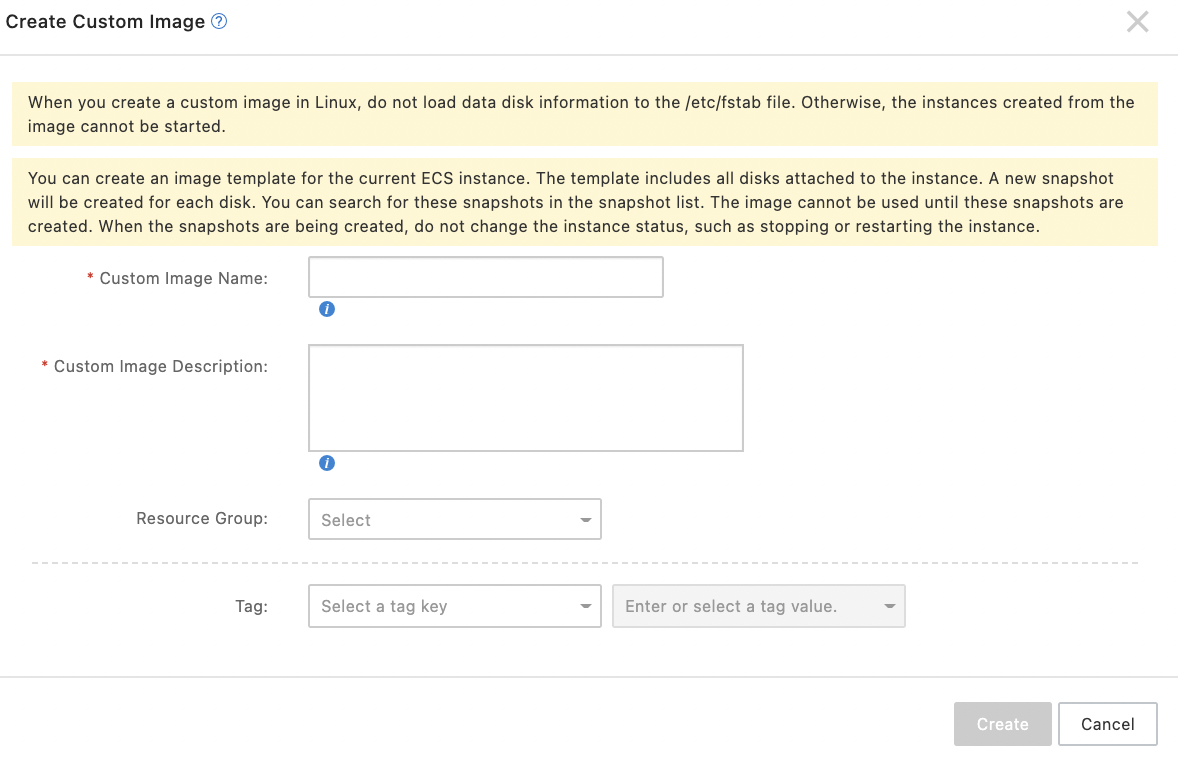 Create Custom Image ?
When you create a custom image in Linux, do not load data disk information to the /etc/fstab file. Otherwise, the instances created from the
image cannot be started.
You can create an image template for the current ECS instance. The template includes all disks attached to the instance. A new snapshot
will be created for each disk. You can search for these snapshots in the snapshot list. The image cannot be used until these snapshots are
created. When the snapshots are being created, do not change the instance status, such as stopping or restarting the instance.
* Custom Image Name:
i
* Custom Image Description:
i
Resource Group: Select
Tag: Select a tag key Enter or select a tag value.
Create Cancel